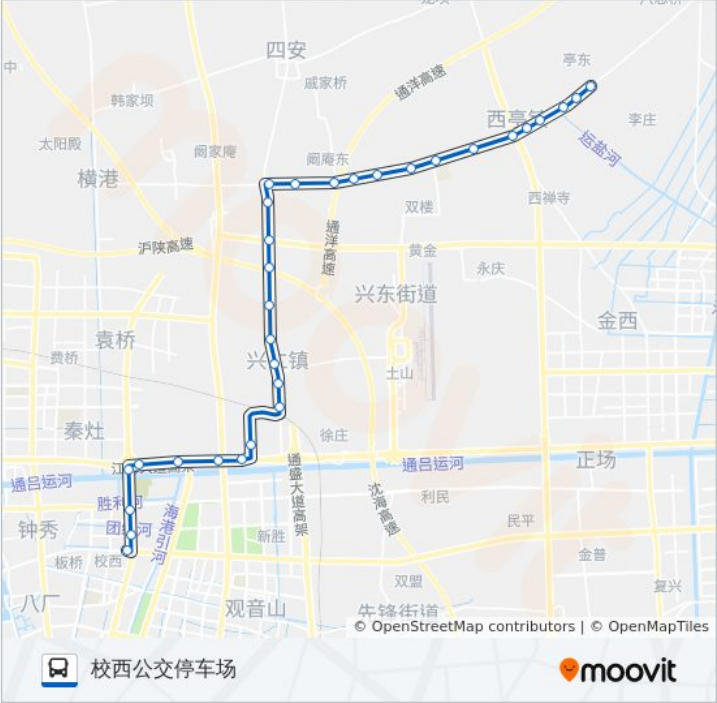 四安
亭东
中
戚家桥
通洋高速
韩家坝
西亭镇
李庄
太阳殿
阚家庵
阚庵东
运盐河
横港
双楼
西禅寺
通洋高速
沪陕高速
黄金
永庆
兴东街道
金西
袁桥
费桥
兴仁镇
土山
秦灶
徐庄
正场
通吕运河
通吕运河
通盛大道高架
沈海高速
利民
胜利河
海港引河
民平
钟秀
团结河
新胜
板桥
校西
金普
双盟
复兴
八厂
观音山
先锋街道
© OpenStreetMap contributors | © OpenMapTiles
校西公交停车场
moovit